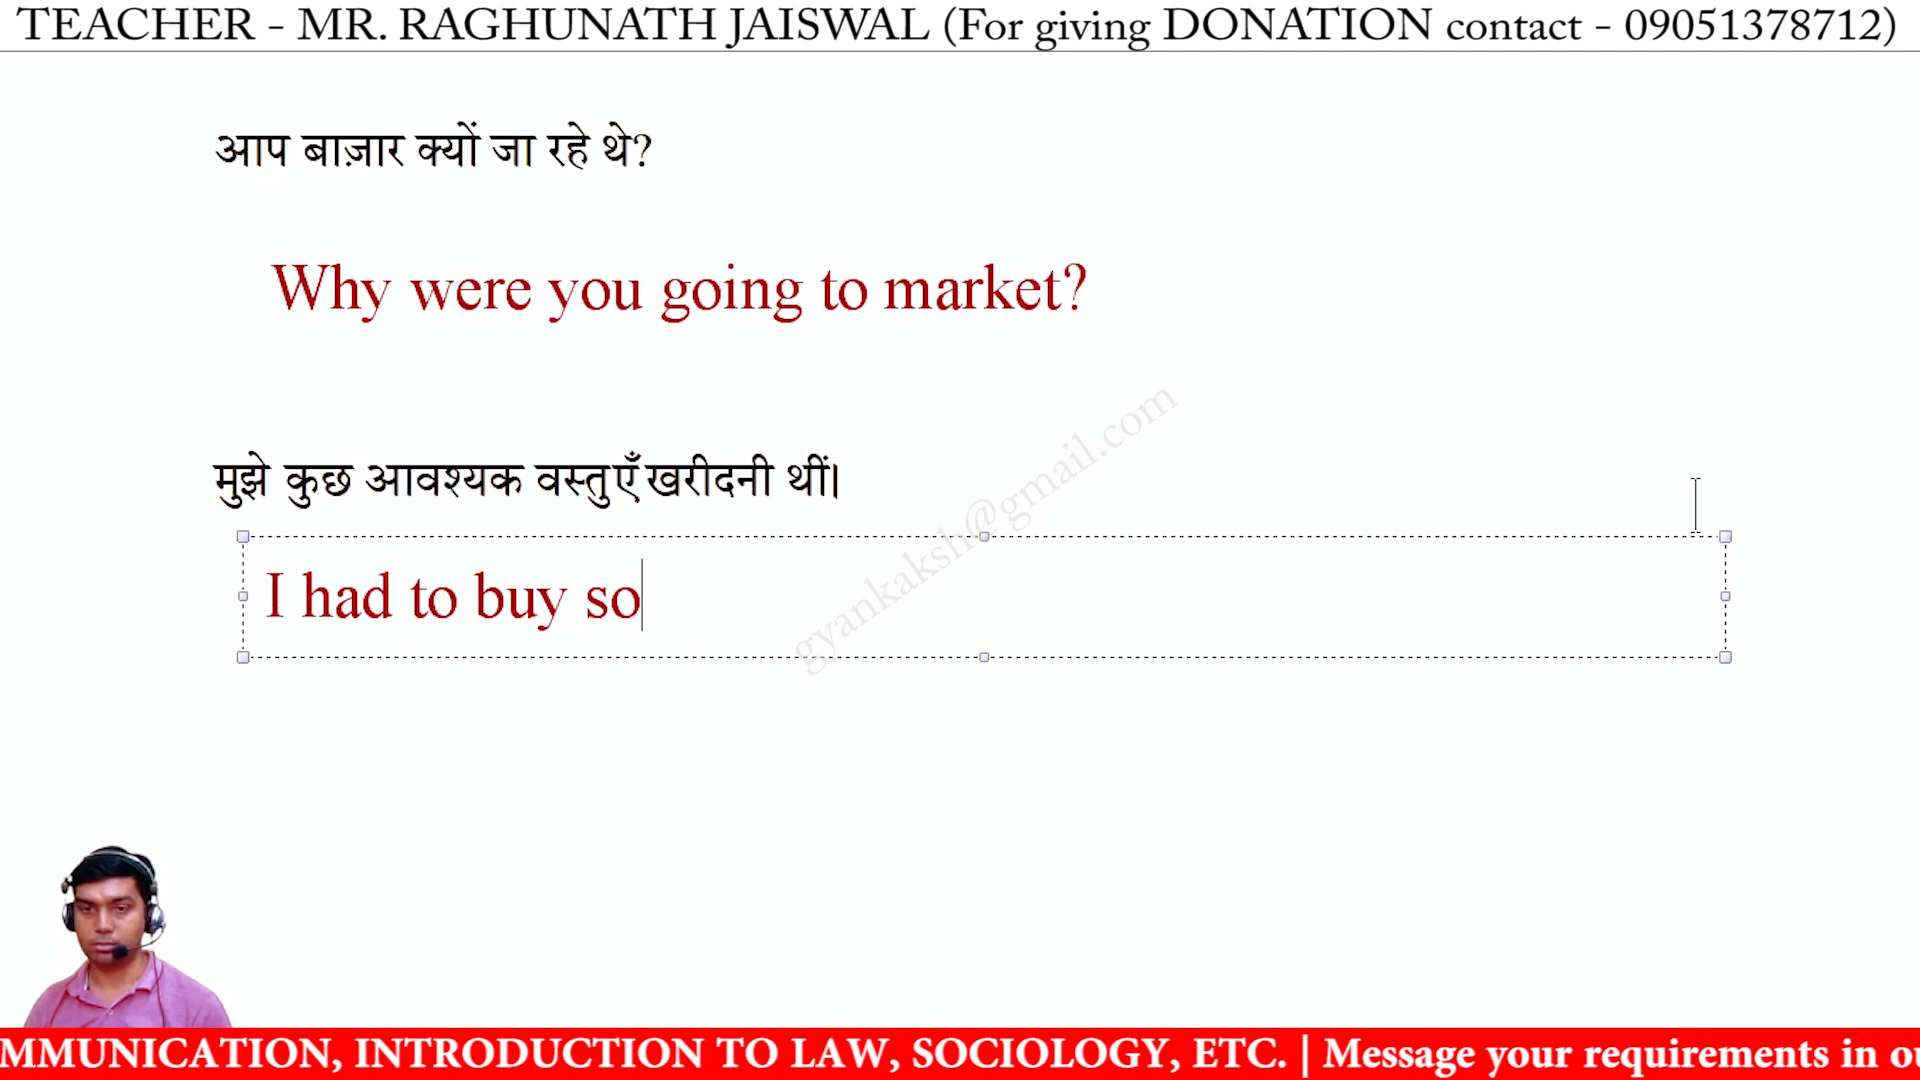 TEACHER - MR. RAGHUNATH JAISWAL (For giving DONATION contact - 09051378712)
आप बाज़ार क्यों जा रहे थे?
Why were you going to market?
मुझे कुछ आवश्यक वस्तुएँ खरीदनी थीं।
gyankaksh@gmail.com
I had to buy so
MMUNICATION, INTRODUCTION TO LAW, SOCIOLOGY, ETC. | Message your requirements in ou